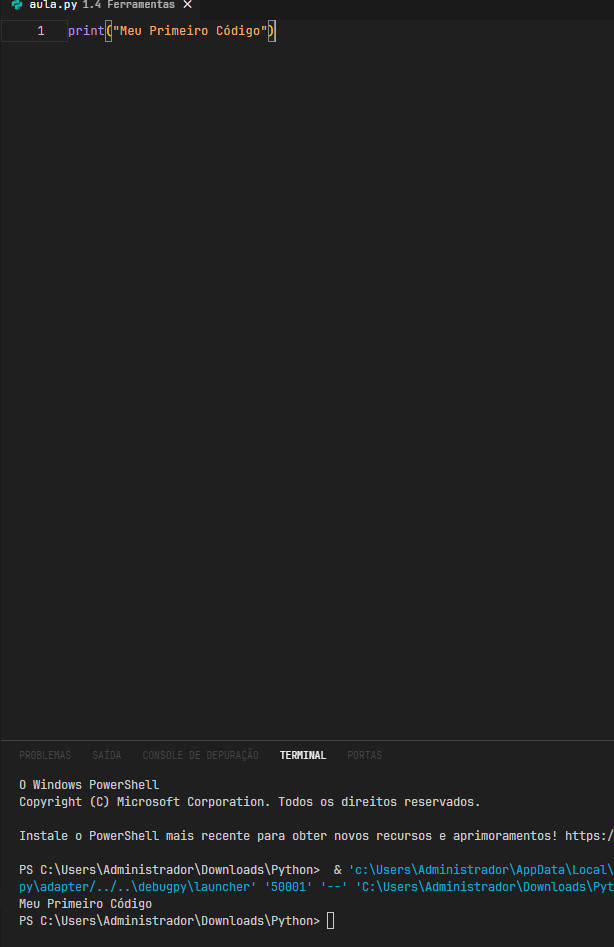 aula.py 1.4 Ferramentas ×
1 print("Meu Primeiro Código")
PROBLEMAS SAÍDA CONSOLE DE DEPURAÇÃO TERMINAL PORTAS
O Windows PowerShell
Copyright (C) Microsoft Corporation. Todos os direitos reservados.
Instale o PowerShell mais recente para obter novos recursos e aprimoramentos! https:/
PS C:\Users\Administrador\Downloads\Python>  & 'c:\Users\Administrador\AppData\Local\
py\adapter/../..\debugpy\launcher' '50001' '--' 'C:\Users\Administrador\Downloads\Pyt
Meu Primeiro Código
PS C:\Users\Administrador\Downloads\Python>